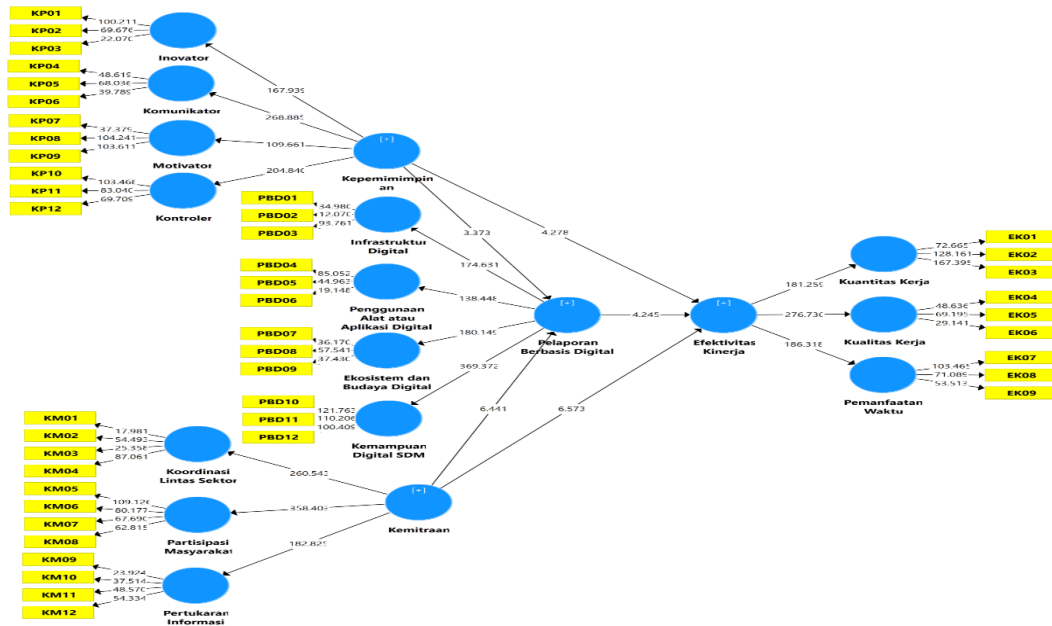 KP01
KP02
KP03
100.211
69.676
22.070
Inovator
KP04
KP05
KP06
48.619
68.036
39.789
Komunikator
KP07
KP08
KP09
37.379
104.241
103.611
Motivator
KP10
KP11
KP12
103.468
83.040
69.709
Kontroler
167.939
268.885
109.661
204.840
[+]
Kepemimimpin
an
PBD01
PBD02
PBD03
34.980
12.070
93.761
Infrastruktur
Digital
PBD04
PBD05
PBD06
85.052
44.963
19.146
Penggunaan
Alat atau
Aplikasi Digital
PBD07
PBD08
PBD09
36.170
57.541
37.430
Ekosistem dan
Budaya Digital
PBD10
PBD11
PBD12
121.763
110.206
100.409
Kemampuan
Digital SDM
3.373
4.278
174.631
138.448
180.149
369.372
[+]
Pelaporan
Berbasis Digital
4.245
[+]
Efektivitas
Kinerja
6.441
6.573
181.259
276.730
186.318
Kuantitas Kerja
EK01
EK02
EK03
72.665
128.161
167.395
Kualitas Kerja
EK04
EK05
EK06
48.636
69.195
29.141
Pemanfaatan
Waktu
EK07
EK08
EK09
103.465
71.089
53.513
KM01
KM02
KM03
KM04
17.981
54.493
25.358
87.061
Koordinasi
Lintas Sektor
KM05
KM06
KM07
KM08
109.126
80.177
67.690
62.815
Partisipasi
Masyarakat
KM09
KM10
KM11
KM12
23.924
37.514
48.570
54.334
Pertukaran
Informasi
260.543
358.403
182.825
[+]
Kemitraan